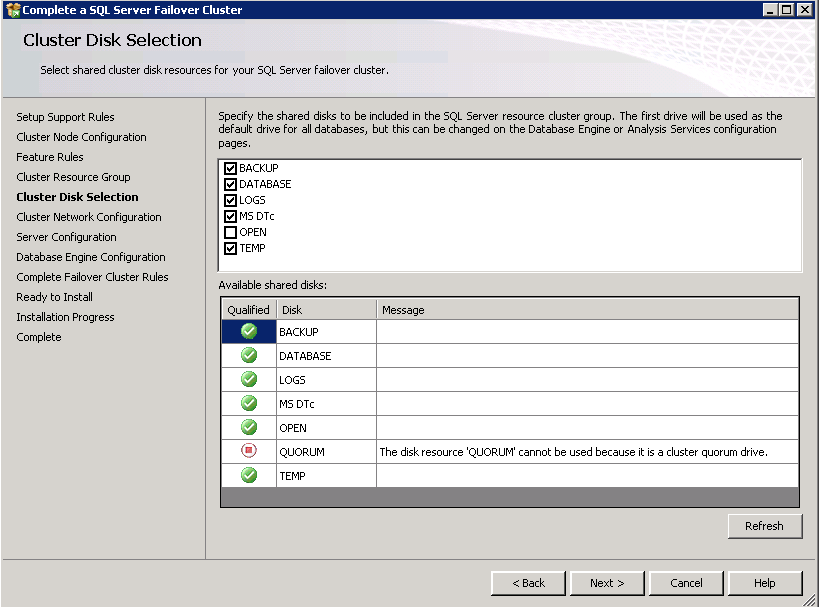 Complete a SQL Server Failover Cluster
Cluster Disk Selection
Select shared cluster disk resources for your SQL Server failover cluster.
Setup Support Rules
Cluster Node Configuration
Feature Rules
Cluster Resource Group
Cluster Disk Selection
Cluster Network Configuration
Server Configuration
Database Engine Configuration
Complete Failover Cluster Rules
Ready to Install
Installation Progress
Complete
Specify the shared disks to be included in the SQL Server resource cluster group. The first drive will be used as the
default drive for all databases, but this can be changed on the Database Engine or Analysis Services configuration
pages.
BACKUP
DATABASE
LOGS
MS DTc
OPEN
TEMP
Available shared disks:
Qualified Disk Message
BACKUP
DATABASE
LOGS
MS DTc
OPEN
QUORUM The disk resource 'QUORUM' cannot be used because it is a cluster quorum drive.
TEMP
Refresh
< Back Next > Cancel Help